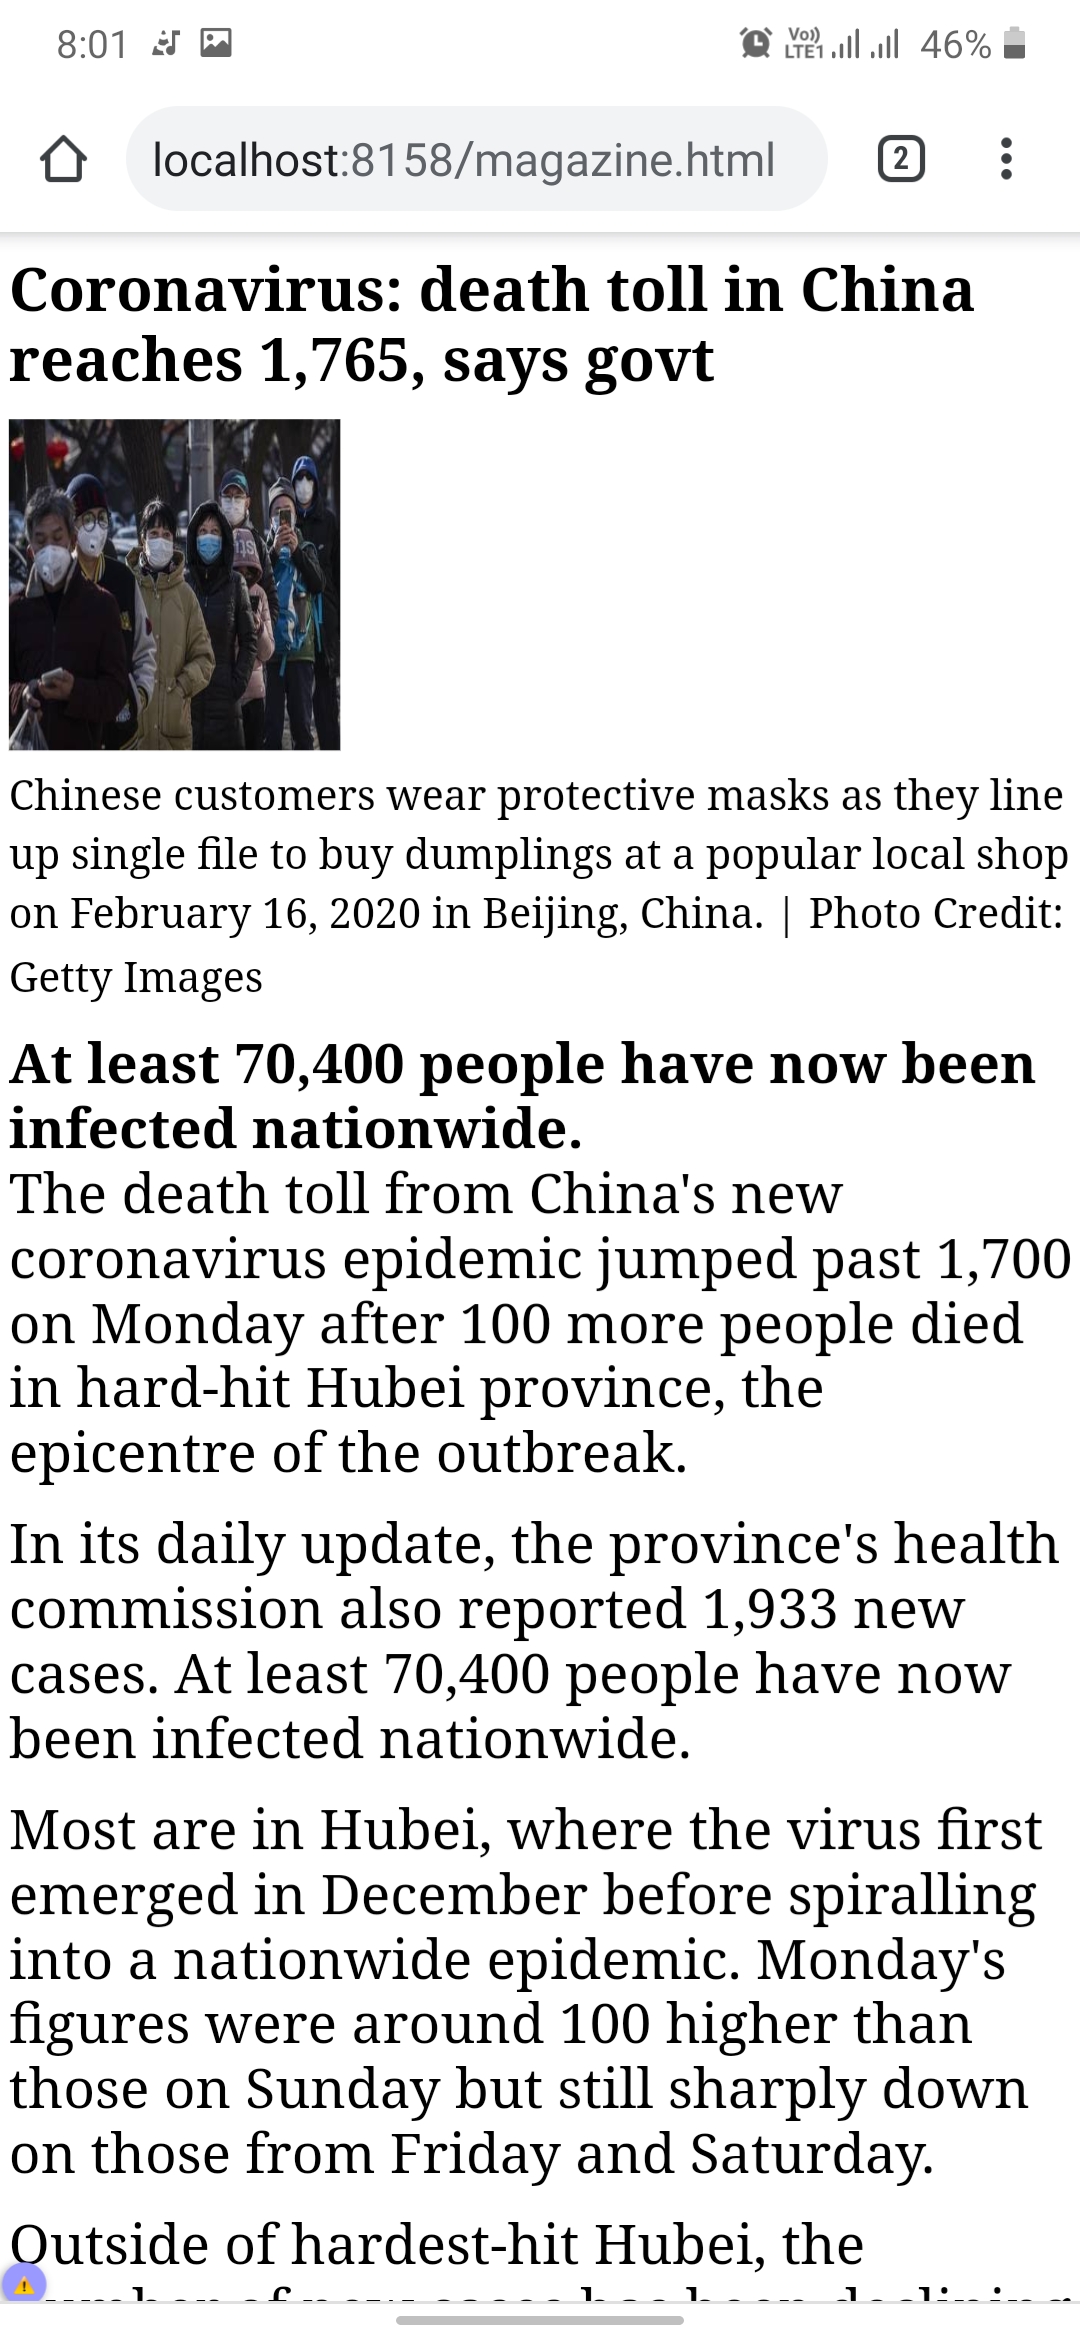 8:01
Vo)) LTE1
46%
localhost:8158/magazine.html
2
Coronavirus: death toll in China
reaches 1,765, says govt
Chinese customers wear protective masks as they line
up single file to buy dumplings at a popular local shop
on February 16, 2020 in Beijing, China. | Photo Credit:
Getty Images
At least 70,400 people have now been
infected nationwide.
The death toll from China's new
coronavirus epidemic jumped past 1,700
on Monday after 100 more people died
in hard-hit Hubei province, the
epicentre of the outbreak.
In its daily update, the province's health
commission also reported 1,933 new
cases. At least 70,400 people have now
been infected nationwide.
Most are in Hubei, where the virus first
emerged in December before spiralling
into a nationwide epidemic. Monday's
figures were around 100 higher than
those on Sunday but still sharply down
on those from Friday and Saturday.
Outside of hardest-hit Hubei, the
number of new cases has been declining